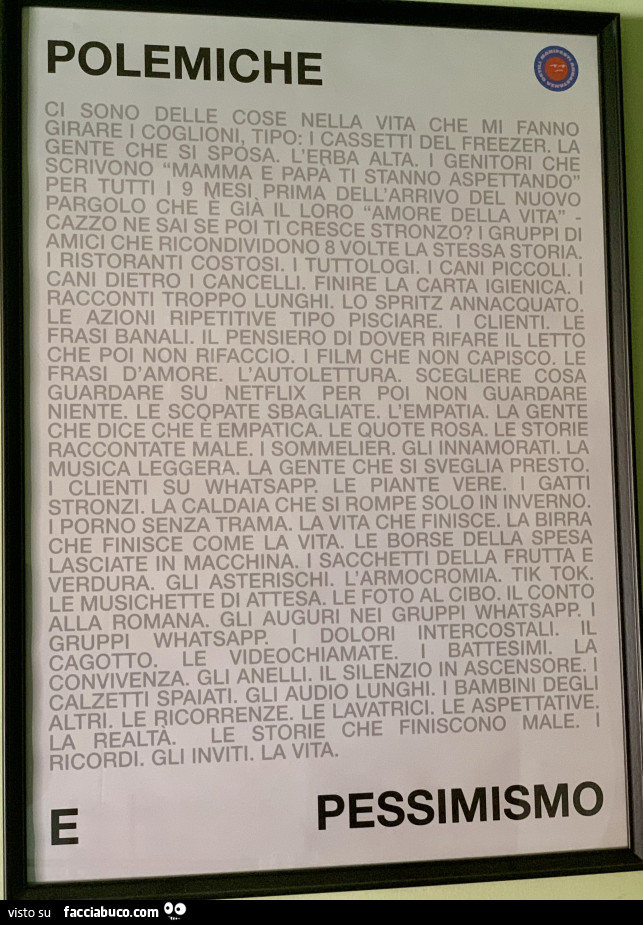 POLEMICHE
CI SONO DELLE COSE NELLA VITA CHE MI FANNO
GIRARE I COGLIONI, TIPO: I CASSETTI DEL FREEZER. LA
GENTE CHE SI SPOSA. L'ERBA ALTA. I GENITORI CHE
SCRIVONO “MAMMA E PAPÀ TI STANNO ASPETTANDO”
PER TUTTI I 9 MESI PRIMA DELL'ARRIVO DEL NUOVO
PARGOLO CHE È GIÀ IL LORO “AMORE DELLA VITA” -
CAZZO NE SAI SE POI TI CRESCE STRONZO? I GRUPPI DI
AMICI CHE RICONDIVIDONO 8 VOLTE LA STESSA STORIA.
I RISTORANTI COSTOSI. I TUTTOLOGI. I CANI PICCOLI. I
CANI DIETRO I CANCELLI. FINIRE LA CARTA IGIENICA. I
RACCONTI TROPPO LUNGHI. LO SPRITZ ANNACQUATO.
LE AZIONI RIPETITIVE TIPO PISCIARE. I CLIENTI. LE
FRASI BANALI. IL PENSIERO DI DOVER RIFARE IL LETTO
CHE POI NON RIFACCIO. I FILM CHE NON CAPISCO. LE
FRASI D'AMORE. L'AUTOLETTURA. SCEGLIERE COSA
GUARDARE SU NETFLIX PER POI NON GUARDARE
NIENTE. LE SCOPATE SBAGLIATE. L'EMPATIA. LA GENTE
CHE DICE CHE È EMPATICA. LE QUOTE ROSA. LE STORIE
RACCONTATE MALE. I SOMMELIER. GLI INNAMORATI. LA
MUSICA LEGGERA. LA GENTE CHE SI SVEGLIA PRESTO.
I CLIENTI SU WHATSAPP. LE PIANTE VERE. I GATTI
STRONZI. LA CALDAIA CHE SI ROMPE SOLO IN INVERNO.
I PORNO SENZA TRAMA. LA VITA CHE FINISCE. LA BIRRA
CHE FINISCE COME LA VITA. LE BORSE DELLA SPESA
LASCIATE IN MACCHINA. I SACCHETTI DELLA FRUTTA E
VERDURA. GLI ASTERISCHI. L'ARMOCROMIA. TIK TOK.
LE MUSICHETTE DI ATTESA. LE FOTO AL CIBO. IL CONTO
ALLA ROMANA. GLI AUGURI NEI GRUPPI WHATSAPP. I
GRUPPI WHATSAPP. I DOLORI INTERCOSTALI. IL
CAGOTTO. LE VIDEOCHIAMATE. I BATTESIMI. LA
CONVIVENZA. GLI ANELLI. IL SILENZIO IN ASCENSORE. I
CALZETTI SPAIATI. GLI AUDIO LUNGHI. I BAMBINI DEGLI
ALTRI. LE RICORRENZE. LE LAVATRICI. LE ASPETTATIVE.
LA REALTÀ. LE STORIE CHE FINISCONO MALE. I
RICORDI. GLI INVITI. LA VITA.
E PESSIMISMO
visto su facciabuco.com